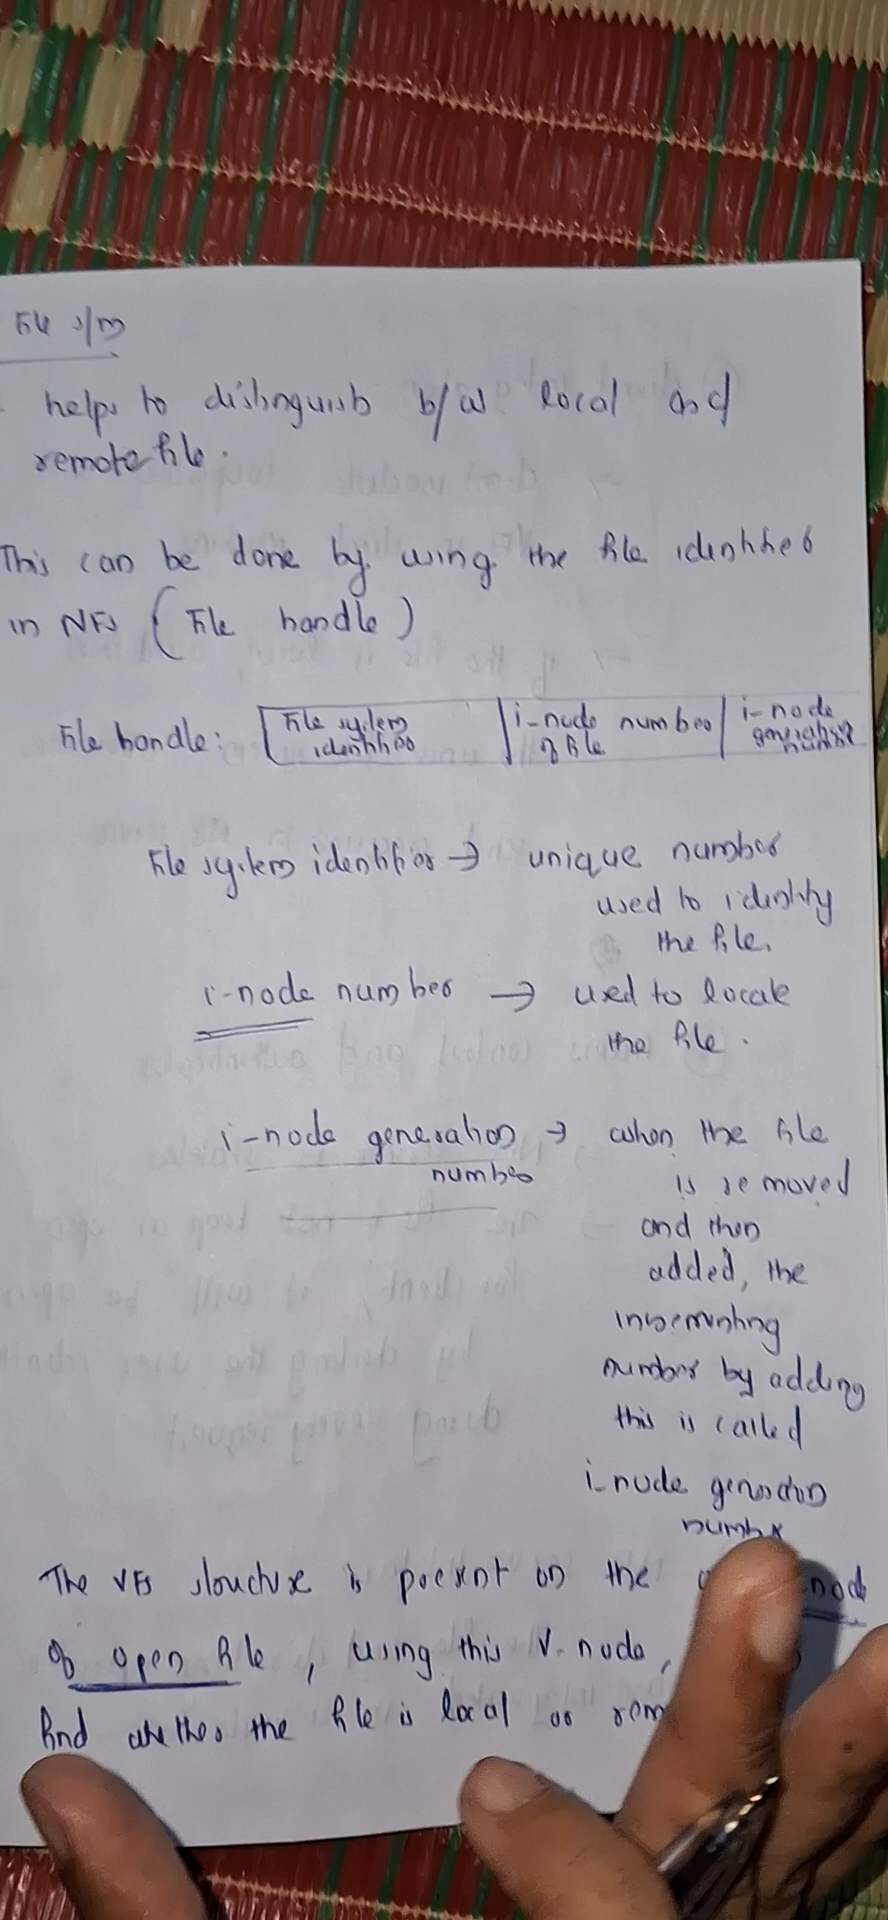 File s/m
helps to distinguish b/w local and
remote file.
This can be done by using the file identifier
in NFS (File handle)
File handle: File system identifier | i-node number of file | i-node generation number
File system identifier → unique number
used to identify
the file.
i-node number → used to locate
the file.
i-node generation → when the file
number is removed
and then
added, the
incrementing
number by adding
this is called
i-node generation
number
The VFS structure is present on the node
of open file, using this V-node,
find whether the file is local or rem